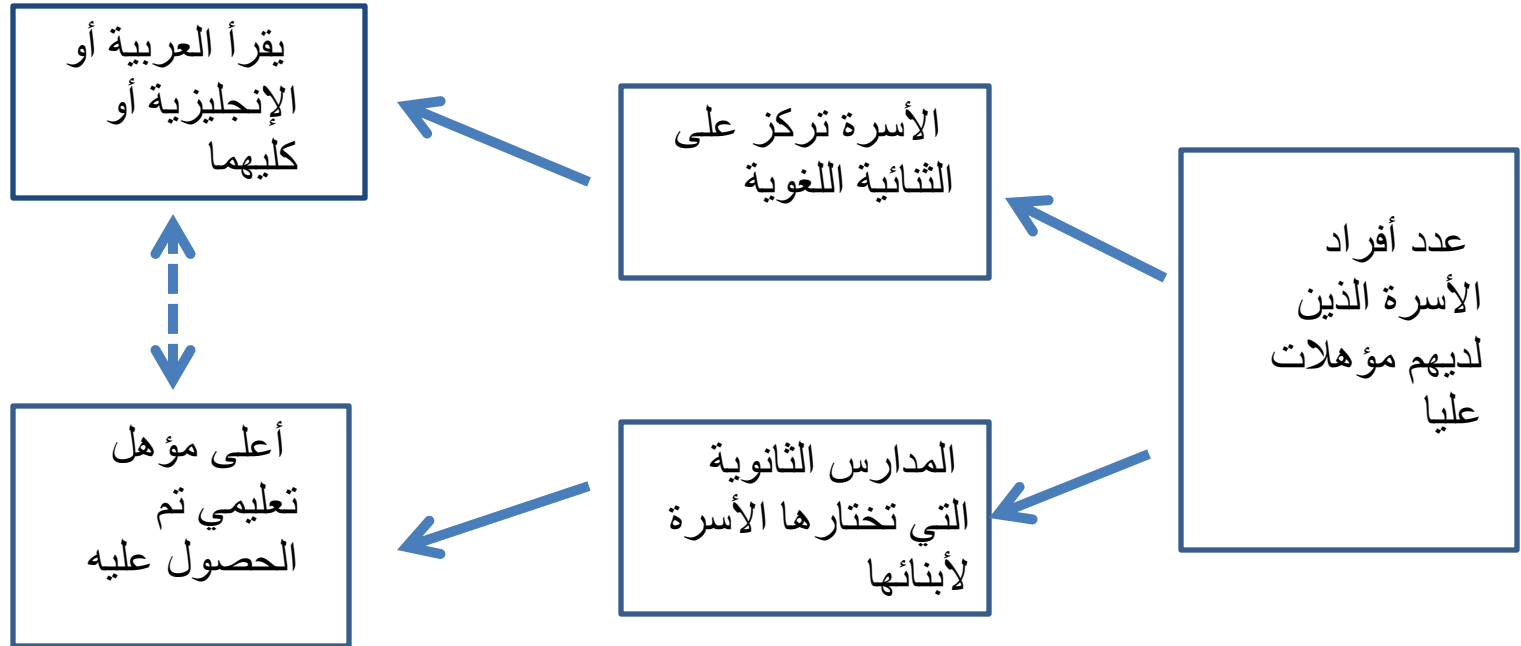 عدد أفراد
الأسرة الذين
لديهم مؤهلات
عليا
الأسرة تركز على
الثنائية اللغوية
يقرأ العربية أو
الإنجليزية أو
كليهما
المدارس الثانوية
التي تختارها الأسرة
لأبنائها
أعلى مؤهل
تعليمي تم
الحصول عليه